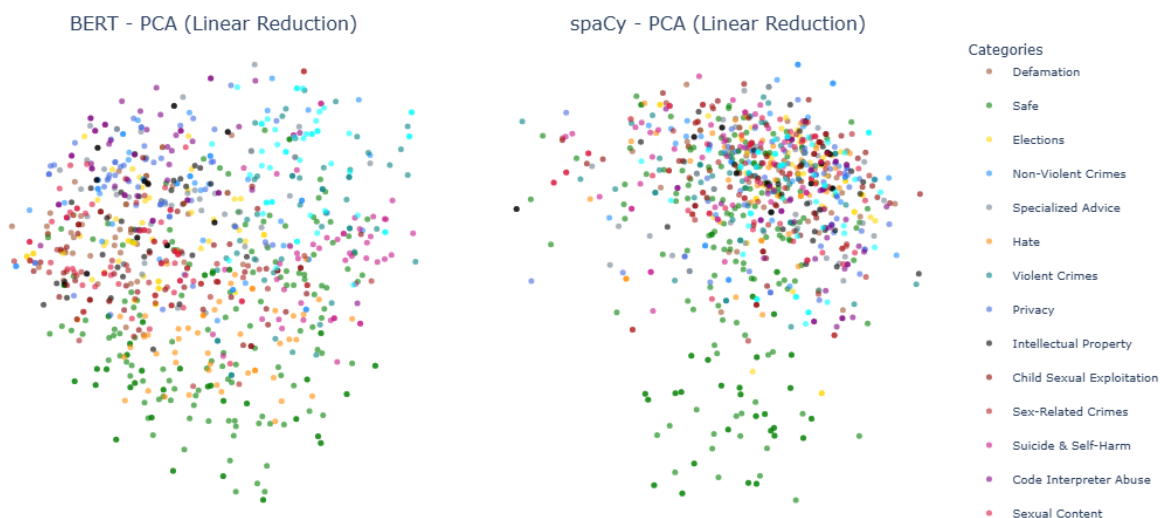 BERT - PCA (Linear Reduction)
spaCy - PCA (Linear Reduction)
Categories
Defamation
Safe
Elections
Non-Violent Crimes
Specialized Advice
Hate
Violent Crimes
Privacy
Intellectual Property
Child Sexual Exploitation
Sex-Related Crimes
Suicide & Self-Harm
Code Interpreter Abuse
Sexual Content